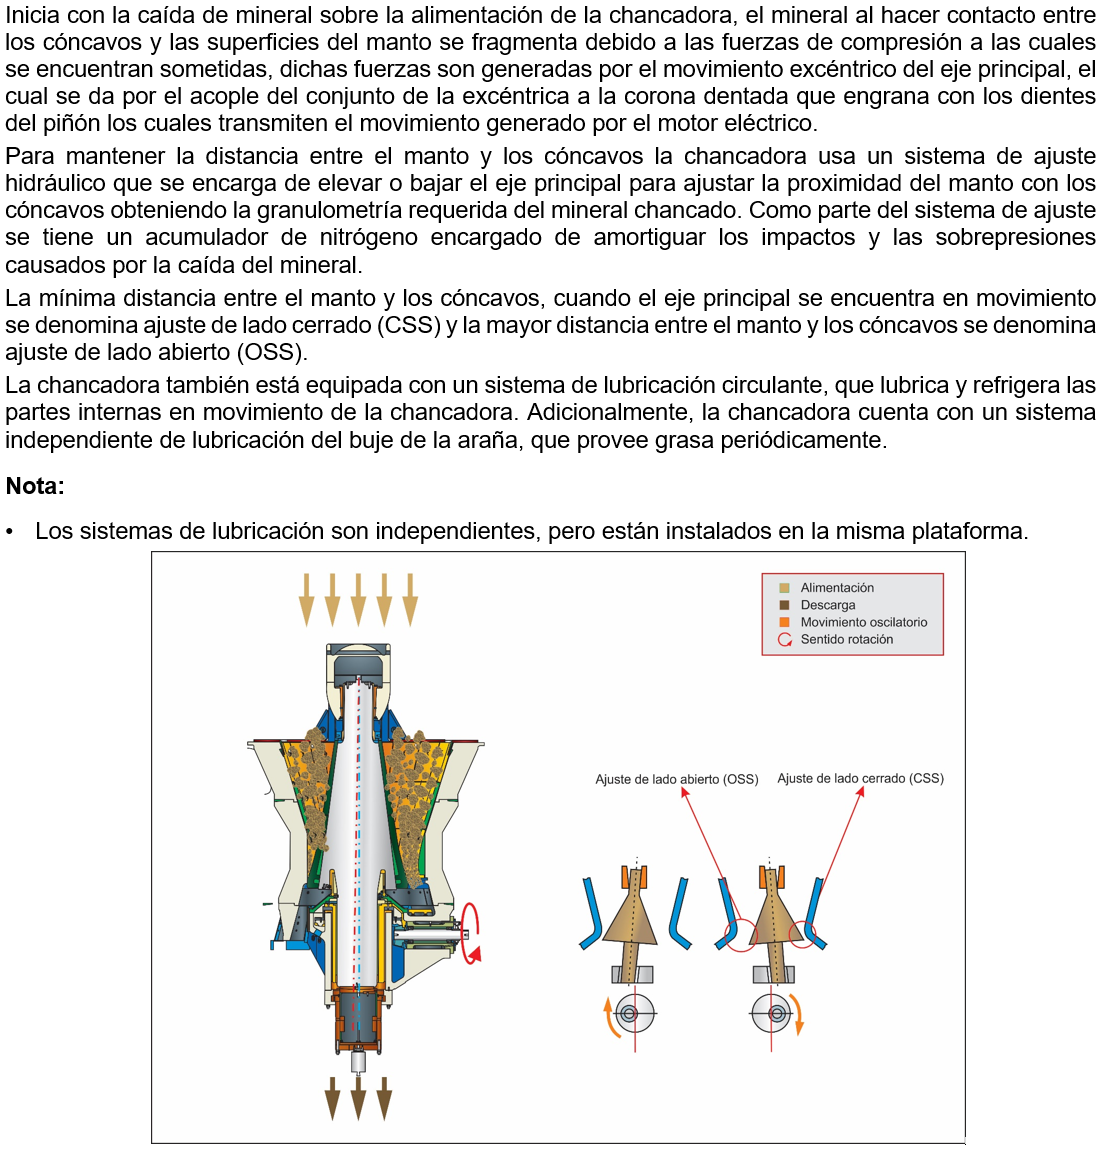 Inicia con la caída de mineral sobre la alimentación de la chancadora, el mineral al hacer contacto entre
los cóncavos y las superficies del manto se fragmenta debido a las fuerzas de compresión a las cuales
se encuentran sometidas, dichas fuerzas son generadas por el movimiento excéntrico del eje principal, el
cual se da por el acople del conjunto de la excéntrica a la corona dentada que engrana con los dientes
del piñón los cuales transmiten el movimiento generado por el motor eléctrico.
Para mantener la distancia entre el manto y los cóncavos la chancadora usa un sistema de ajuste
hidráulico que se encarga de elevar o bajar el eje principal para ajustar la proximidad del manto con los
cóncavos obteniendo la granulometría requerida del mineral chancado. Como parte del sistema de ajuste
se tiene un acumulador de nitrógeno encargado de amortiguar los impactos y las sobrepresiones
causados por la caída del mineral.
La mínima distancia entre el manto y los cóncavos, cuando el eje principal se encuentra en movimiento
se denomina ajuste de lado cerrado (CSS) y la mayor distancia entre el manto y los cóncavos se denomina
ajuste de lado abierto (OSS).
La chancadora también está equipada con un sistema de lubricación circulante, que lubrica y refrigera las
partes internas en movimiento de la chancadora. Adicionalmente, la chancadora cuenta con un sistema
independiente de lubricación del buje de la araña, que provee grasa periódicamente.
Nota:
• Los sistemas de lubricación son independientes, pero están instalados en la misma plataforma.
Alimentación
Descarga
Movimiento oscilatorio
Sentido rotación
Ajuste de lado abierto (OSS)
Ajuste de lado cerrado (CSS)